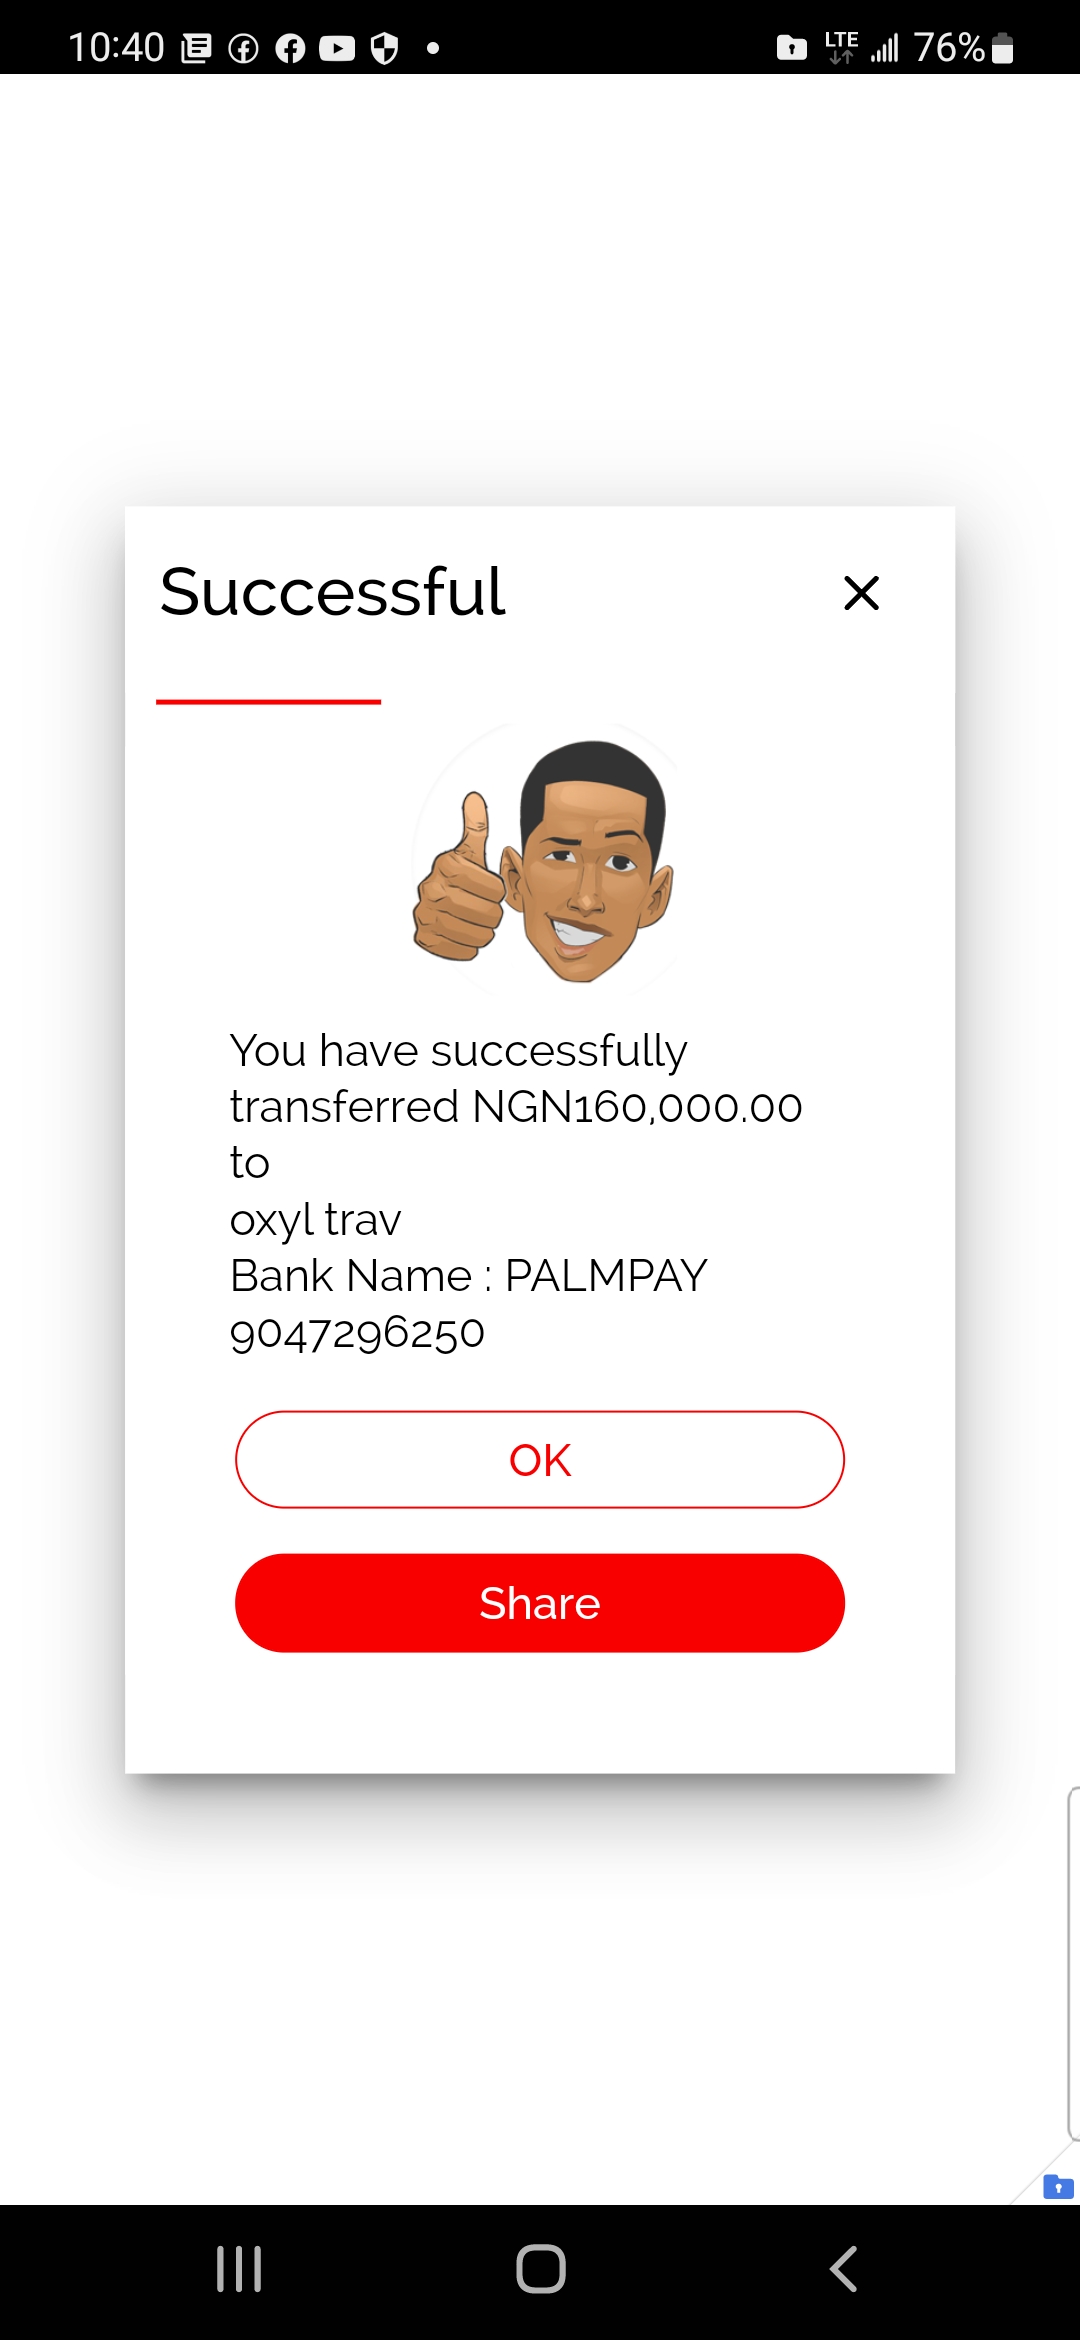 10:40
LTE
76%
Successful
You have successfully
transferred NGN160,000.00
to
oxyl trav
Bank Name : PALMPAY
9047296250
OK
Share